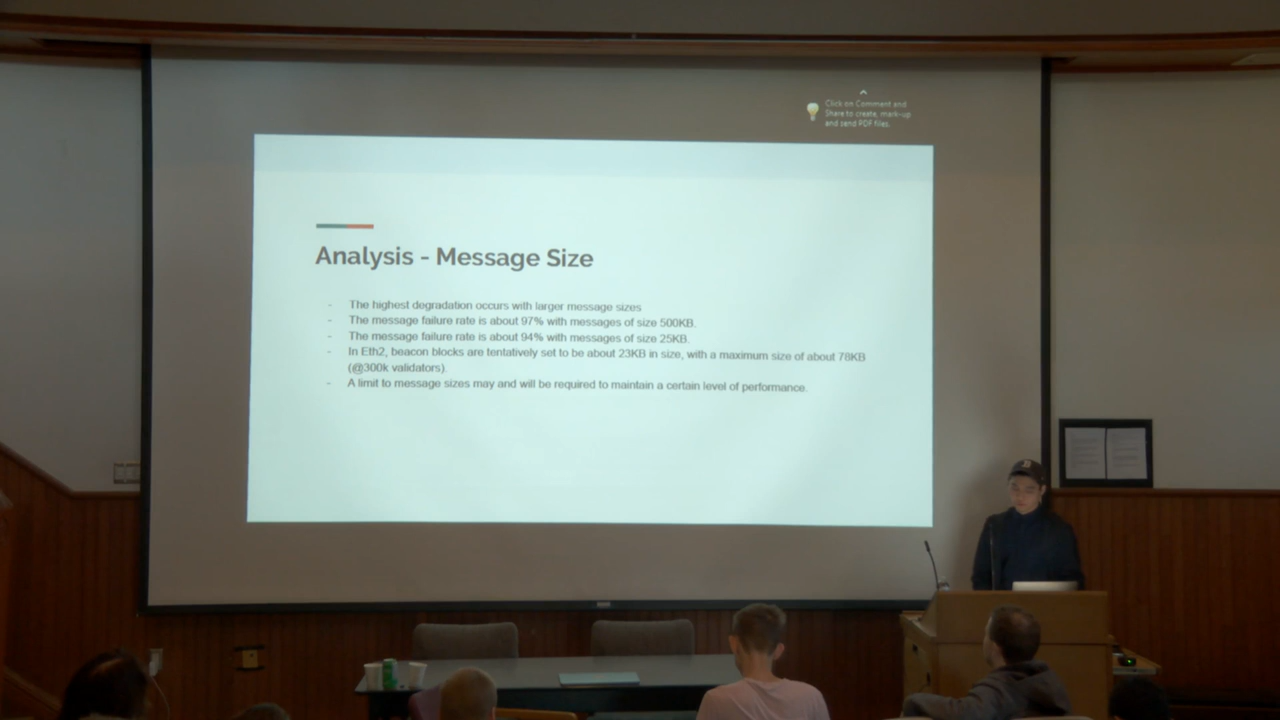 Click on Comment and
Share to create, mark-up
and send PDF files.
Analysis - Message Size
- The highest degradation occurs with larger message sizes
- The message failure rate is about 97% with messages of size 500KB.
- The message failure rate is about 94% with messages of size 25KB.
- In Eth2, beacon blocks are tentatively set to be about 23KB in size, with a maximum size of about 78KB
(@300k validators).
- A limit to message sizes may and will be required to maintain a certain level of performance.